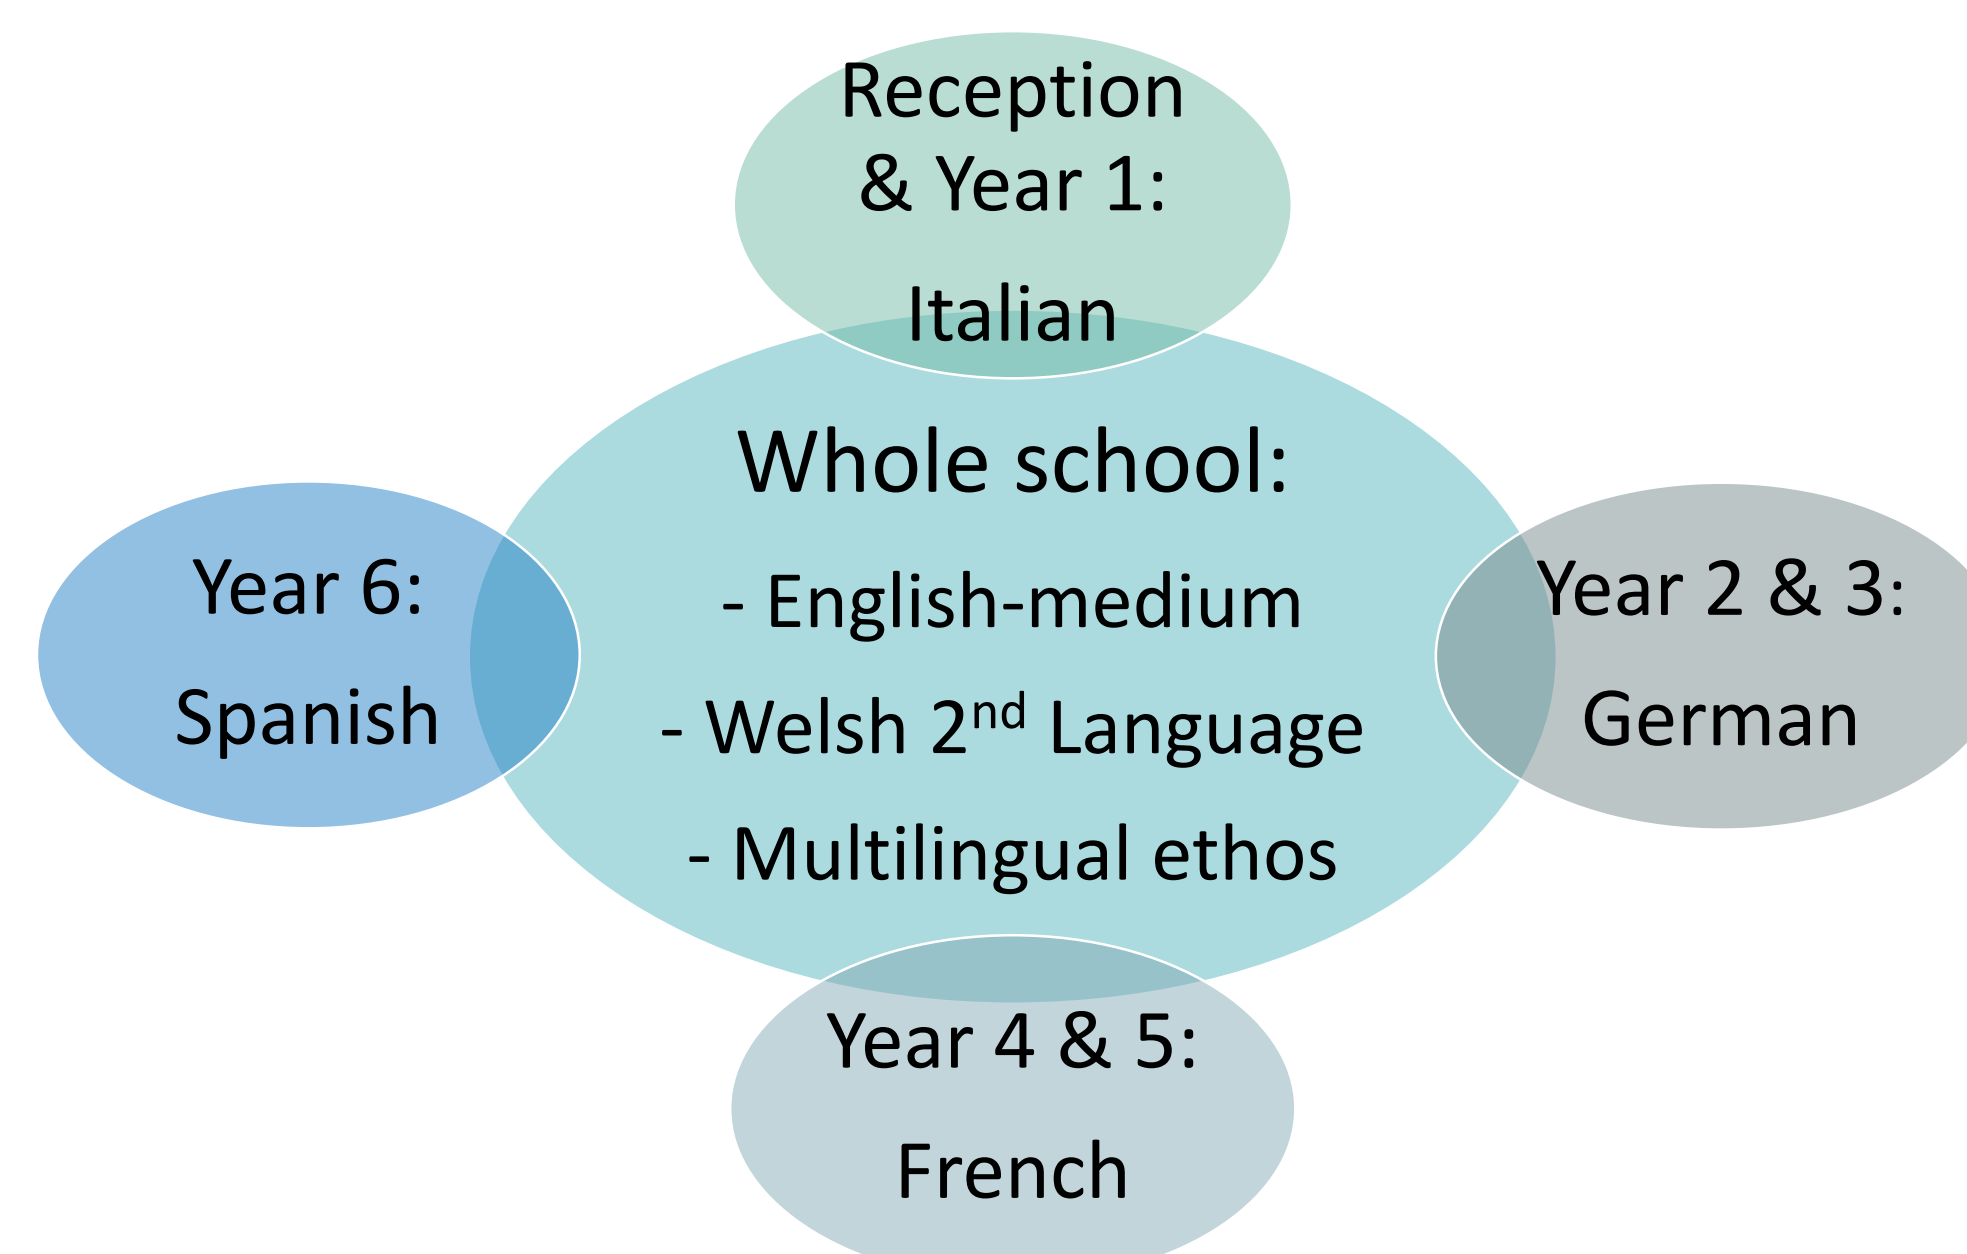 Reception
& Year 1:
Italian
Whole school:
- English-medium
- Welsh 2nd Language
- Multilingual ethos
Year 6:
Spanish
Year 2 & 3:
German
Year 4 & 5:
French